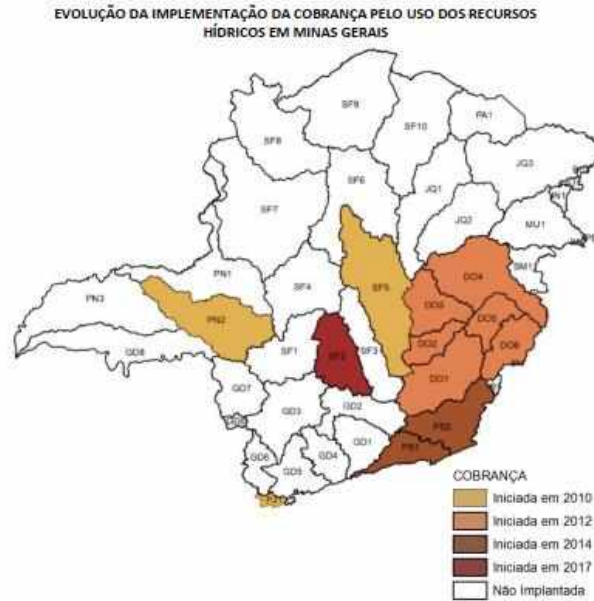 EVOLUÇÃO DA IMPLEMENTAÇÃO DA COBRANÇA PELO USO DOS RECURSOS
HÍDRICOS EM MINAS GERAIS
SF9
PA1
SF8
SF10
JQ3
SF6
JQ1
SF7
JQ2
MU1
PN1
SM1
DO4
SF4
SF5
PN3
DO3
PN2
DO5
SF1
SF2
SF3
DO2
DO6
GD8
DO1
GD7
GD2
GD3
PS2
GD1
GD6
GD4
PS1
GD5
COBRANÇA
Iniciada em 2010
Iniciada em 2012
Iniciada em 2014
Iniciada em 2017
Não Implantada